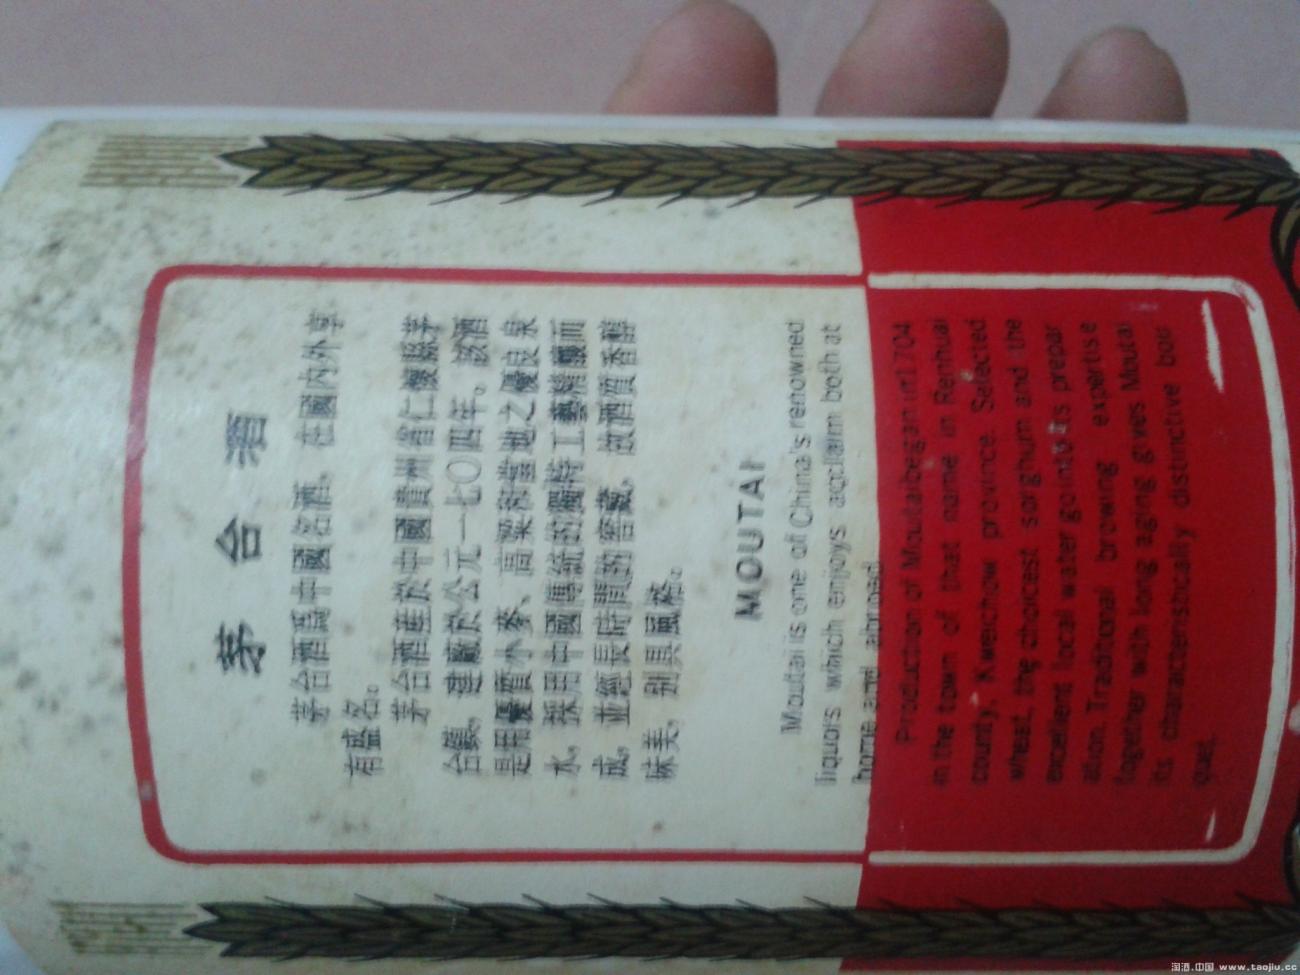 茅台酒
茅台酒爲中國名酒，在國内外享
有盛名。
茅台酒產於中國貴州省仁懷縣茅
台鎮，建廠於公元一七〇四年。該酒
是用優質小麥、高粱和當地之優良泉
水，採用中國傳統的獨特工藝精釀而
成，並經長時間的窖藏，故酒質香醇
味美，别具風格。
MOUTAI
Moutai is one of China's renowned
liquors which enjoys acclaim both at
home and abroad.
Production of Moutai began in 1704
in the town of that name in Renhuai
county, Kweichow province. Selected
wheat, the choicest sorghum and the
excellent local water go into its prepar
ation. Traditional browing expertise
together with long aging gives Moutai
its characteristically distinctive bou
quet.
淘酒.中国 www.taojiu.cc